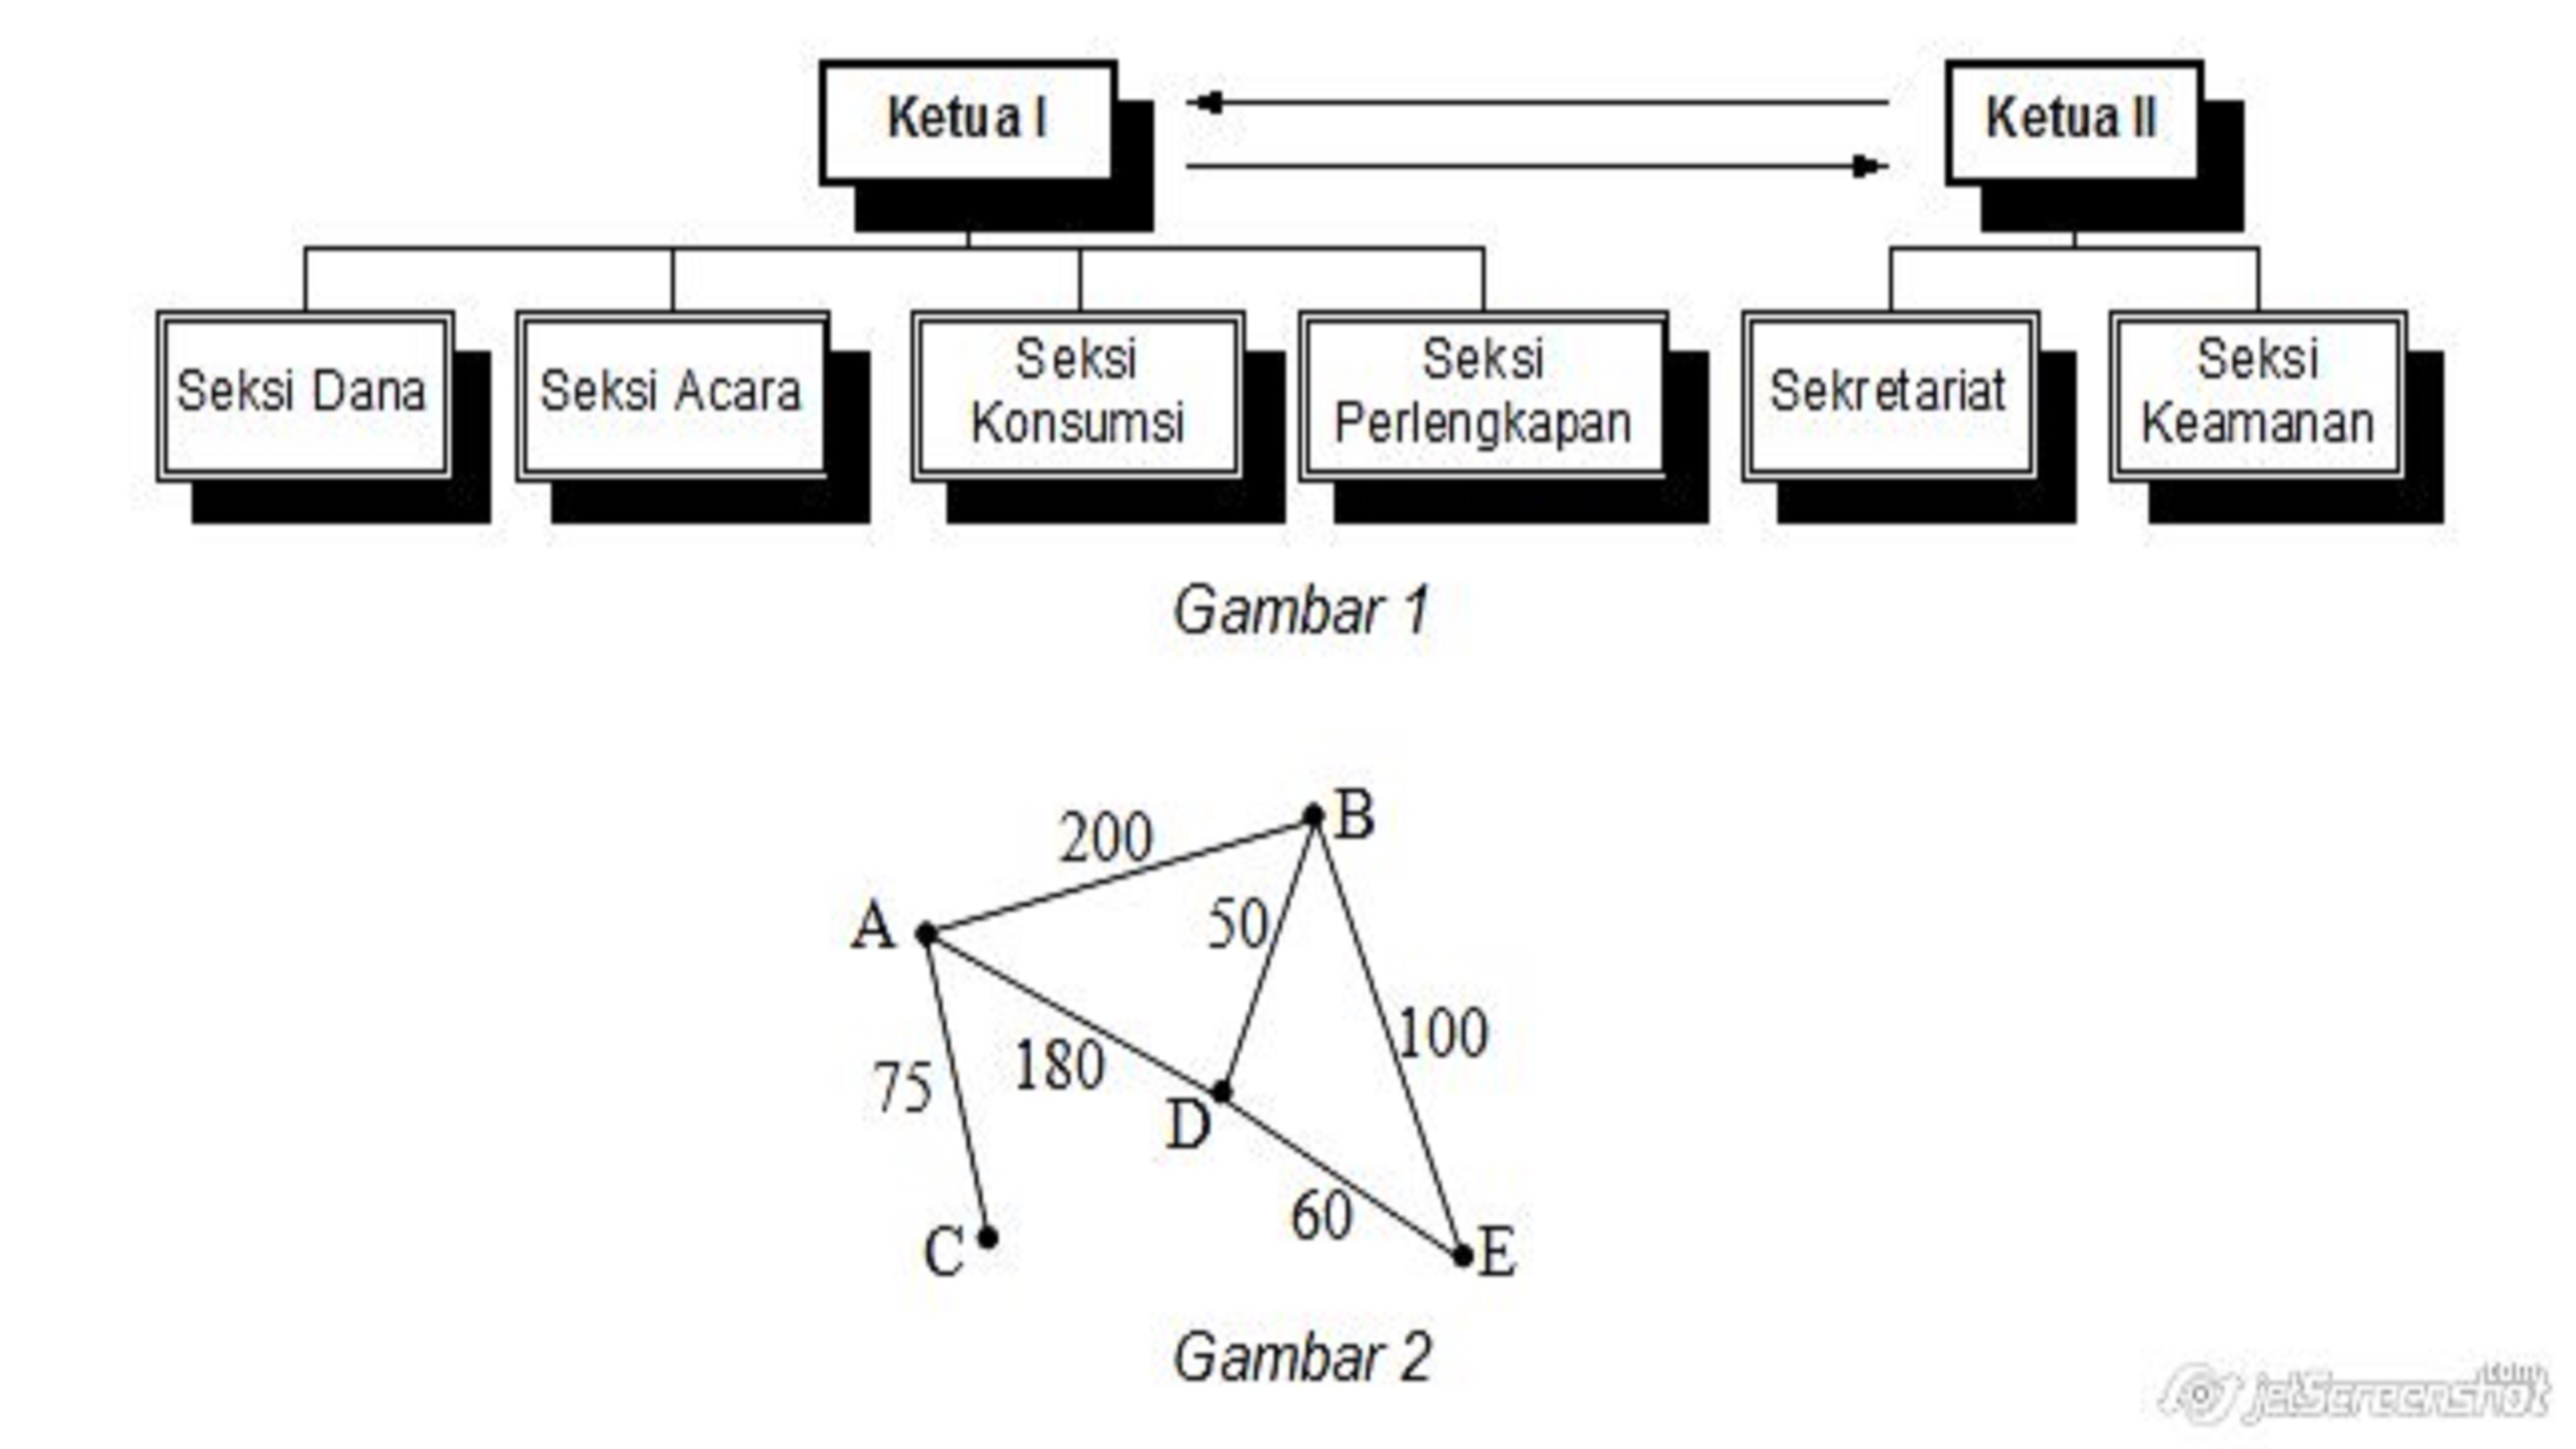 Ketua I
Ketua II
Seksi Dana
Seksi Acara
Seksi
Konsumsi
Seksi
Perlengkapan
Sekretariat
Seksi
Keamanan
Gambar 1
200
B
A
50
100
180
75
D
60
C
E
Gambar 2
jetScreenshot
.com